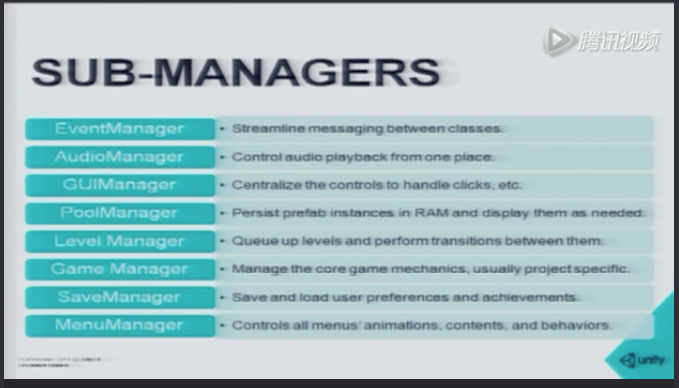 腾讯视频
SUB-MANAGERS
EventManager • Streamline messaging between classes.
AudioManager • Control audio playback from one place.
GUIManager • Centralize the controls to handle clicks, etc.
PoolManager • Persist prefab instances in RAM and display them as needed.
Level Manager • Queue up levels and perform transitions between them.
Game Manager • Manage the core game mechanics, usually project specific.
SaveManager • Save and load user preferences and achievements.
MenuManager • Controls all menus' animations, contents, and behaviors.
unity